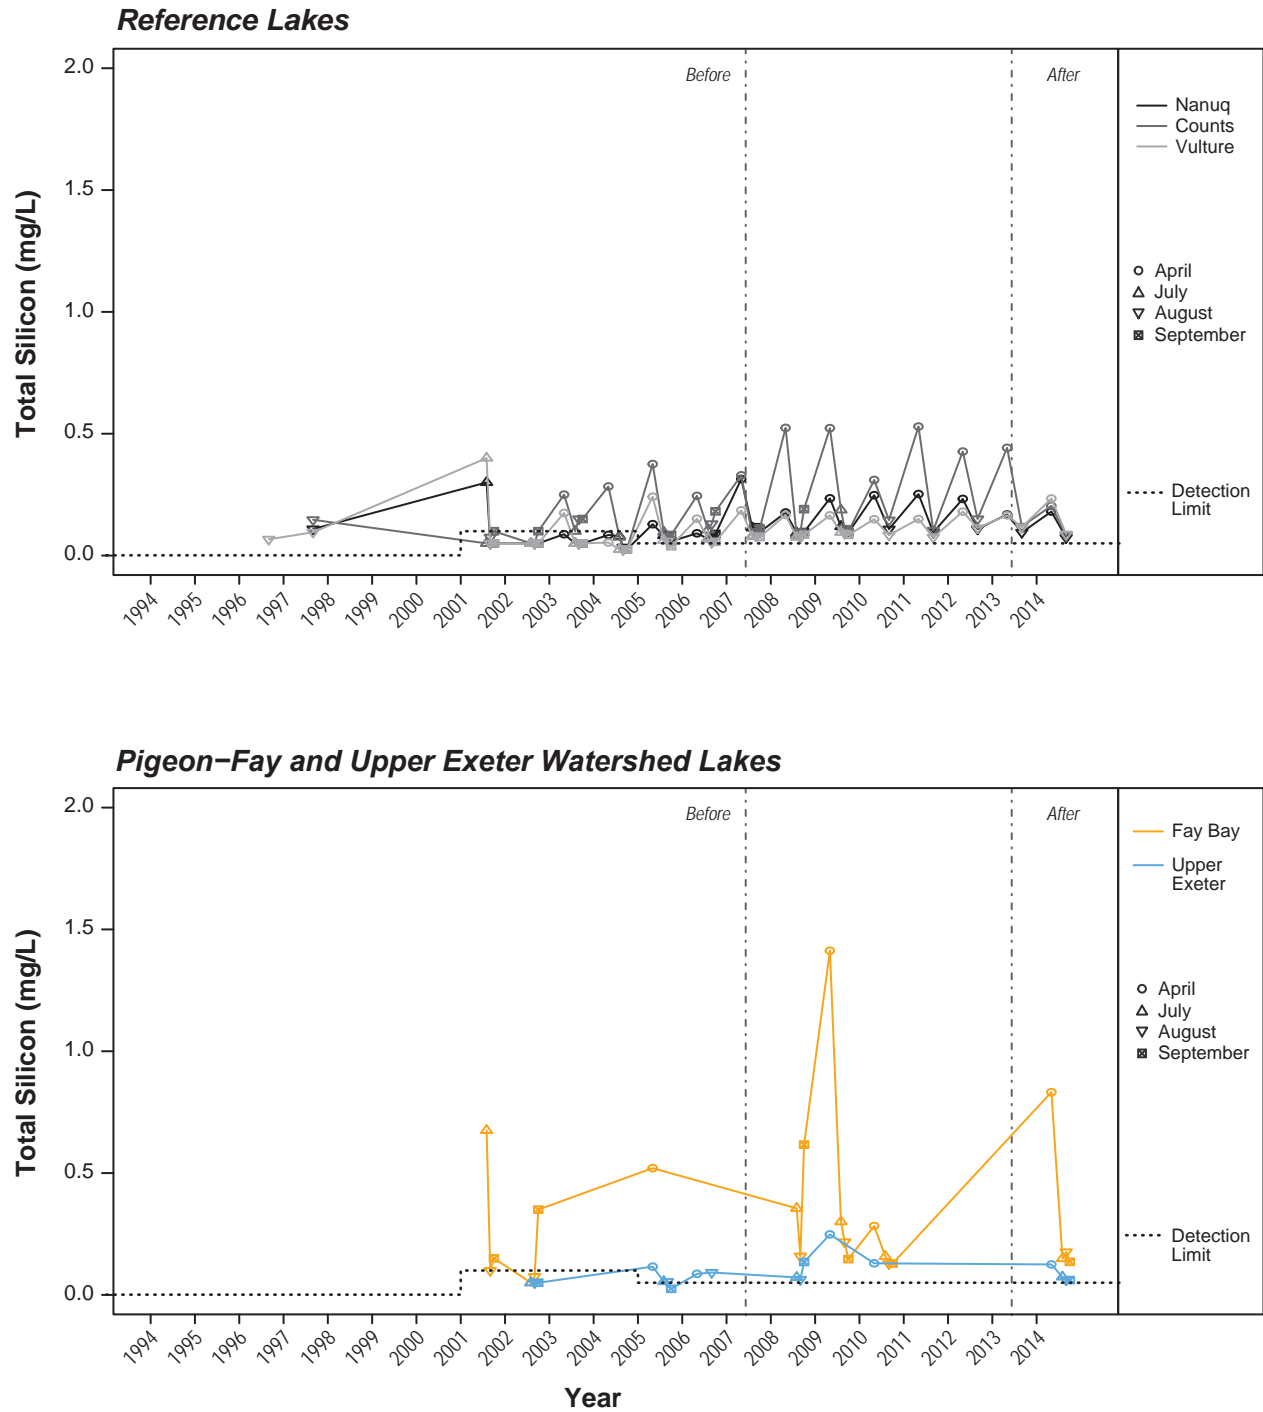 Reference Lakes
2.0
1.5
1.0
0.5
0.0
Total Silicon (mg/L)
Before
After
Nanuq
Counts
Vulture
April
July
August
September
Detection
Limit
1994
1995
1996
1997
1998
1999
2000
2001
2002
2003
2004
2005
2006
2007
2008
2009
2010
2011
2012
2013
2014
Pigeon−Fay and Upper Exeter Watershed Lakes
2.0
1.5
1.0
0.5
0.0
Total Silicon (mg/L)
Before
After
Fay Bay
Upper
Exeter
April
July
August
September
Detection
Limit
1994
1995
1996
1997
1998
1999
2000
2001
2002
2003
2004
2005
2006
2007
2008
2009
2010
2011
2012
2013
2014
Year